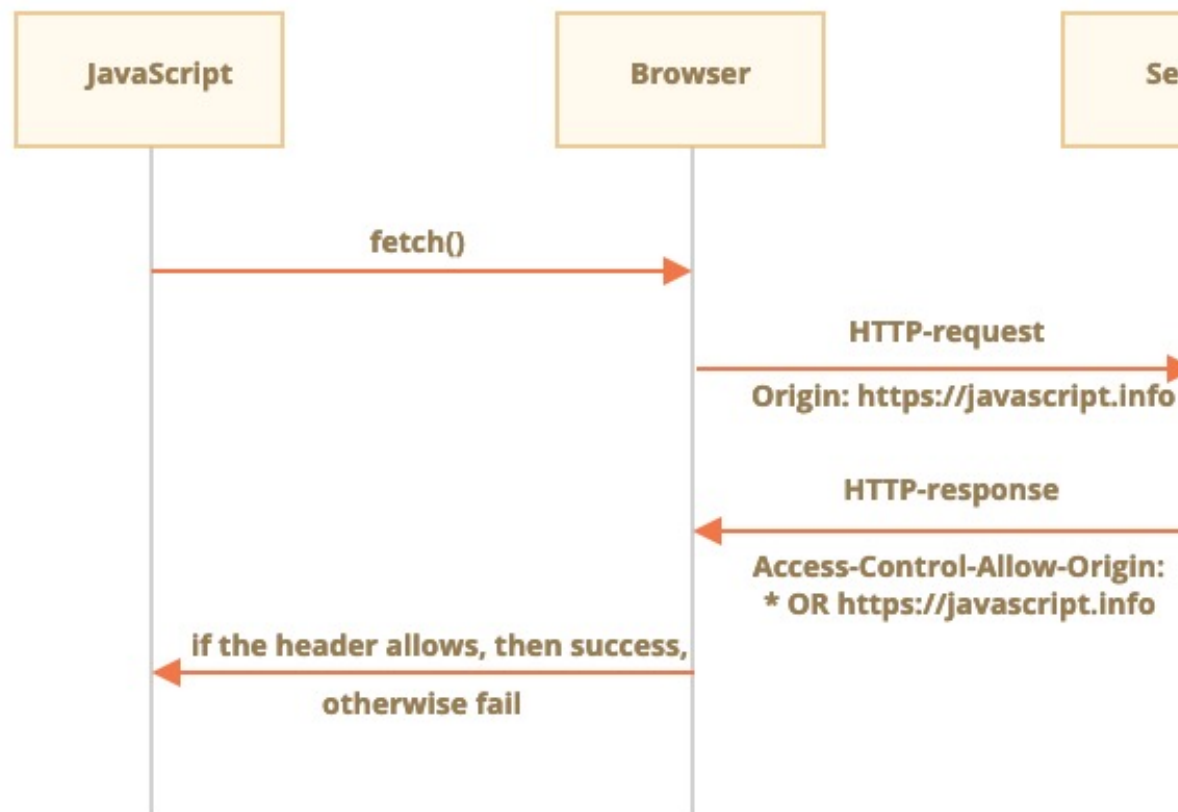 JavaScript
Browser
Se
fetch()
HTTP-request
Origin: https://javascript.info
HTTP-response
Access-Control-Allow-Origin:
* OR https://javascript.info
if the header allows, then success,
otherwise fail